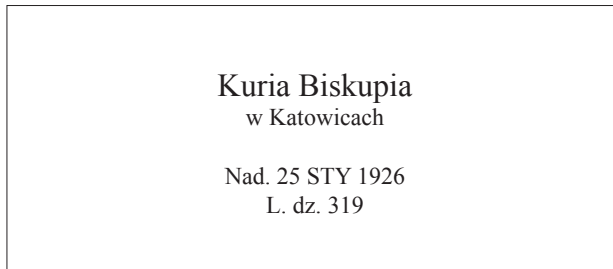 Kuria Biskupia
w Katowicach
Nad. 25 STY 1926
L. dz. 319